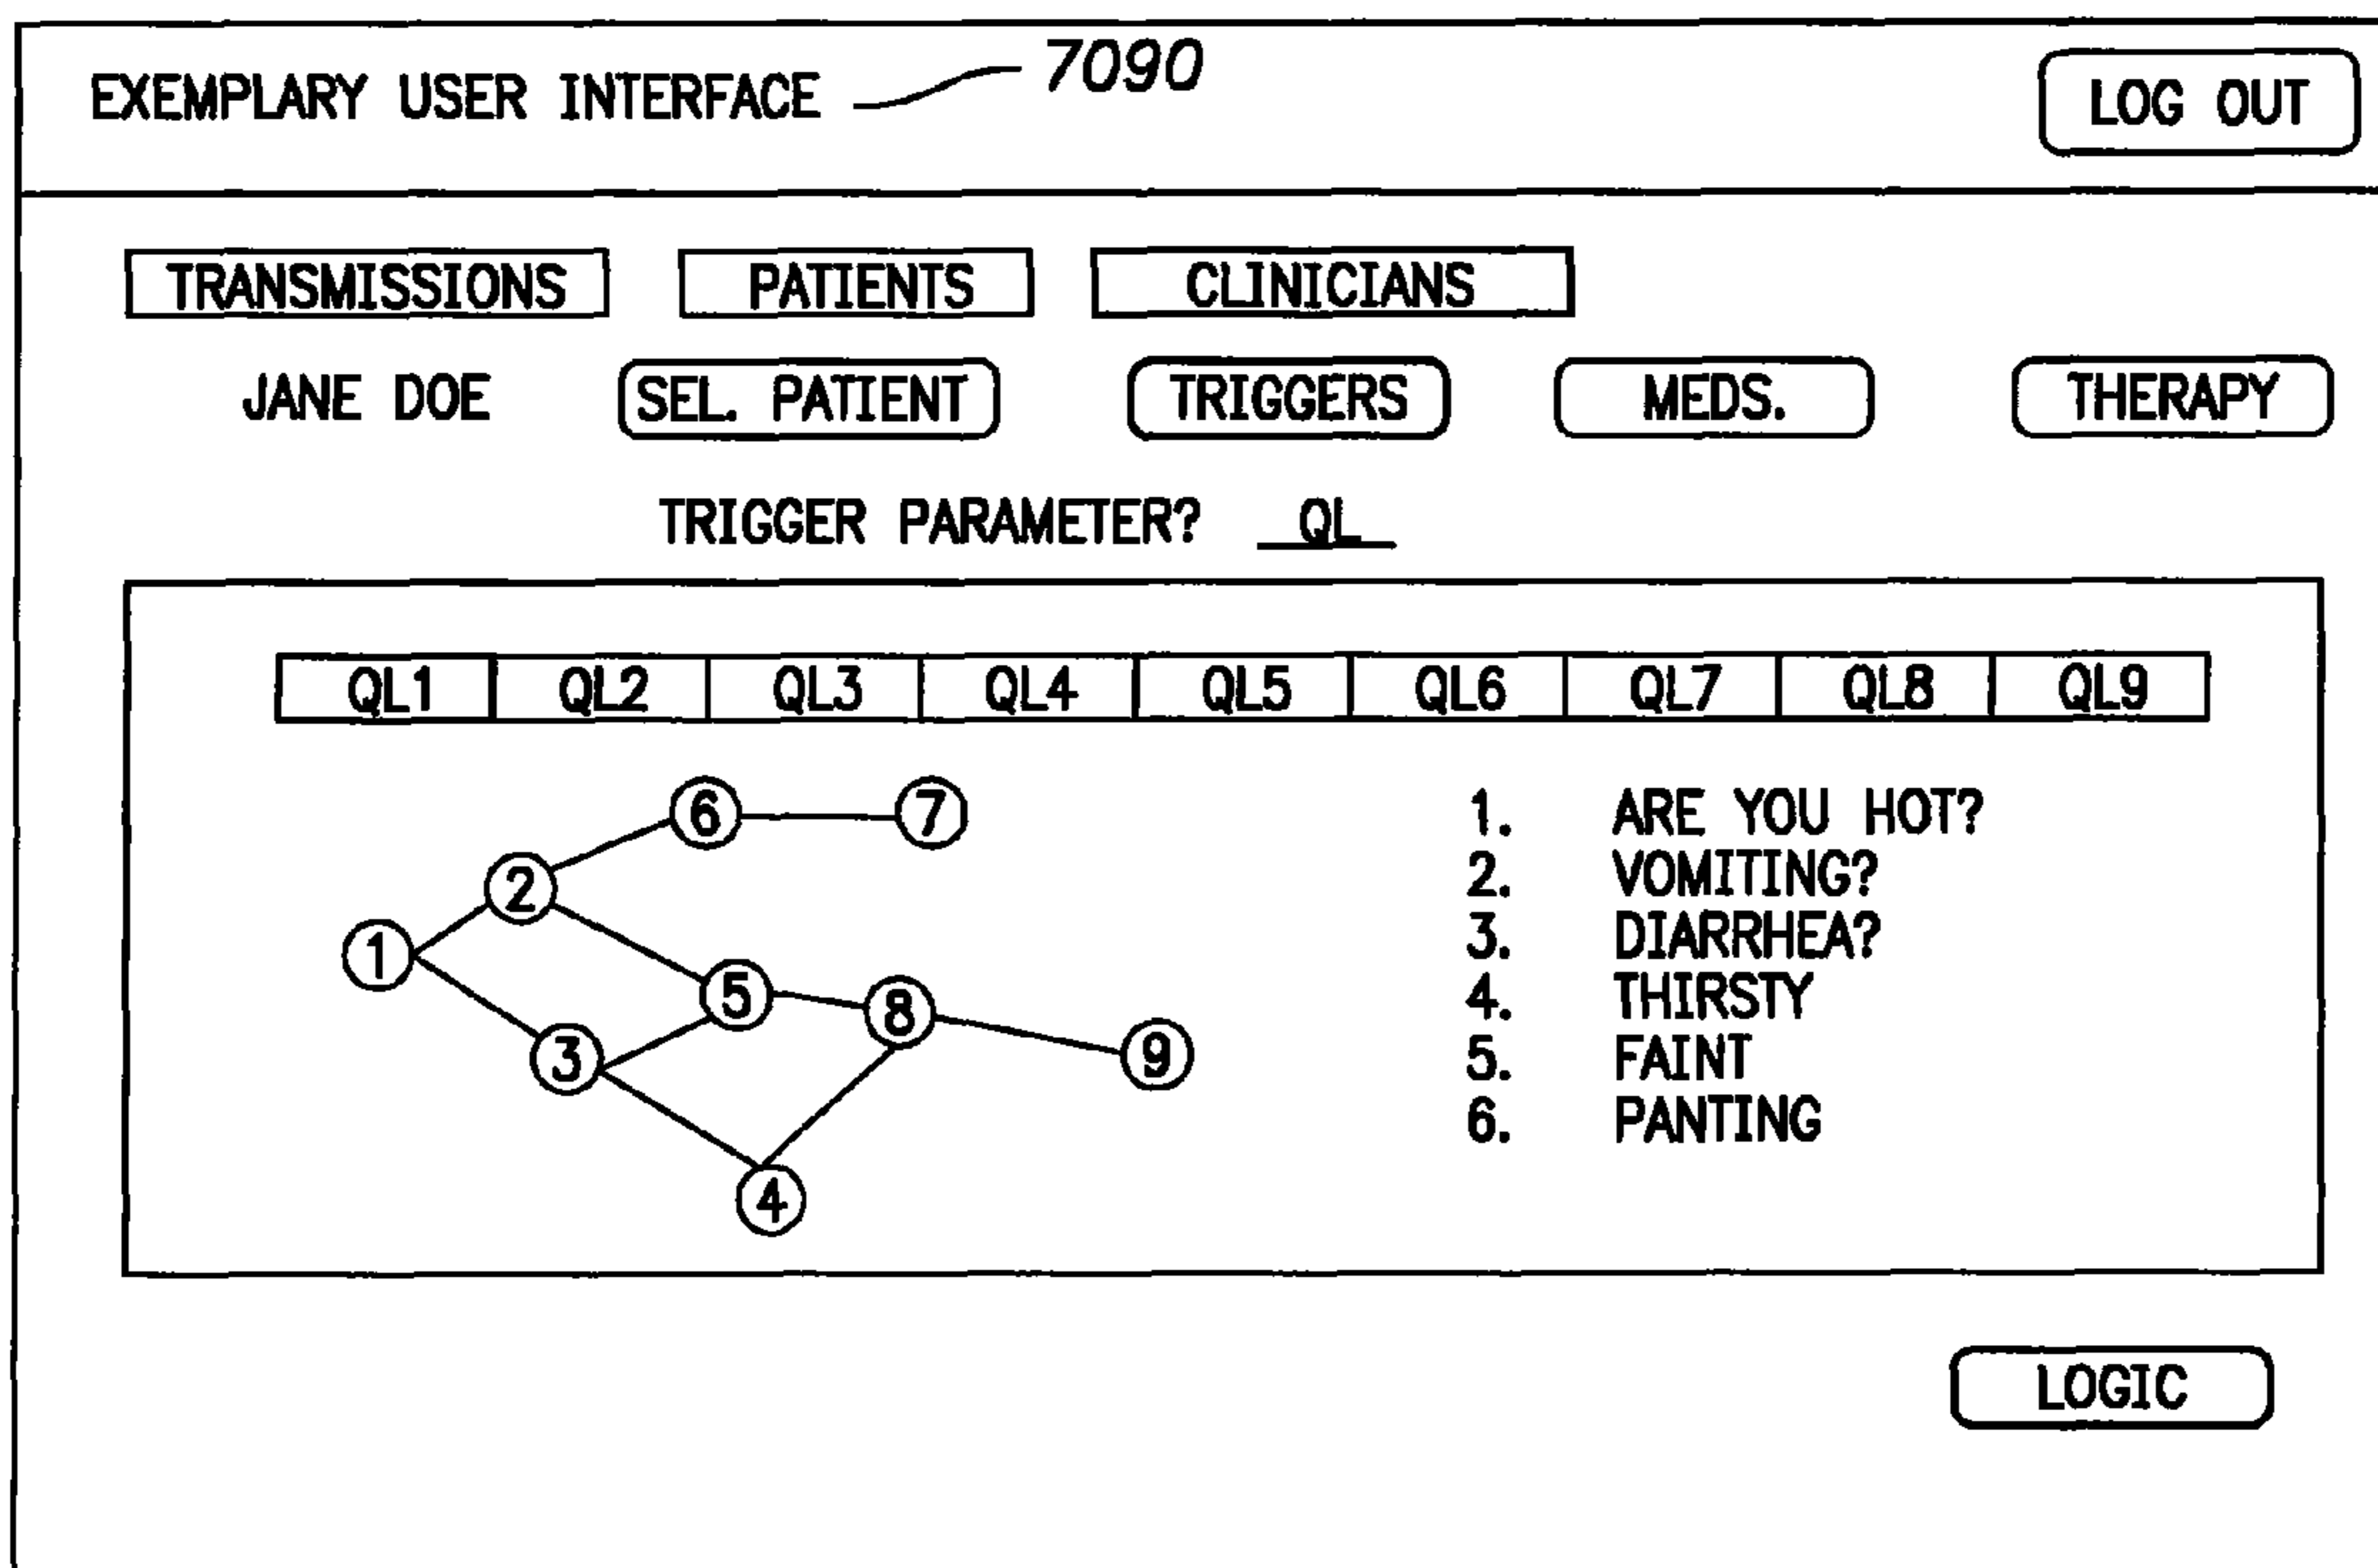 EXEMPLARY USER INTERFACE 7090 LOG OUT
TRANSMISSIONS PATIENTS CLINICIANS
JANE DOE SEL. PATIENT TRIGGERS MEDS. THERAPY
TRIGGER PARAMETER? QL
QL1 QL2 QL3 QL4 QL5 QL6 QL7 QL8 QL9
6 7
2
1
5 8
3 9
4
1. ARE YOU HOT?
2. VOMITING?
3. DIARRHEA?
4. THIRSTY
5. FAINT
6. PANTING
LOGIC